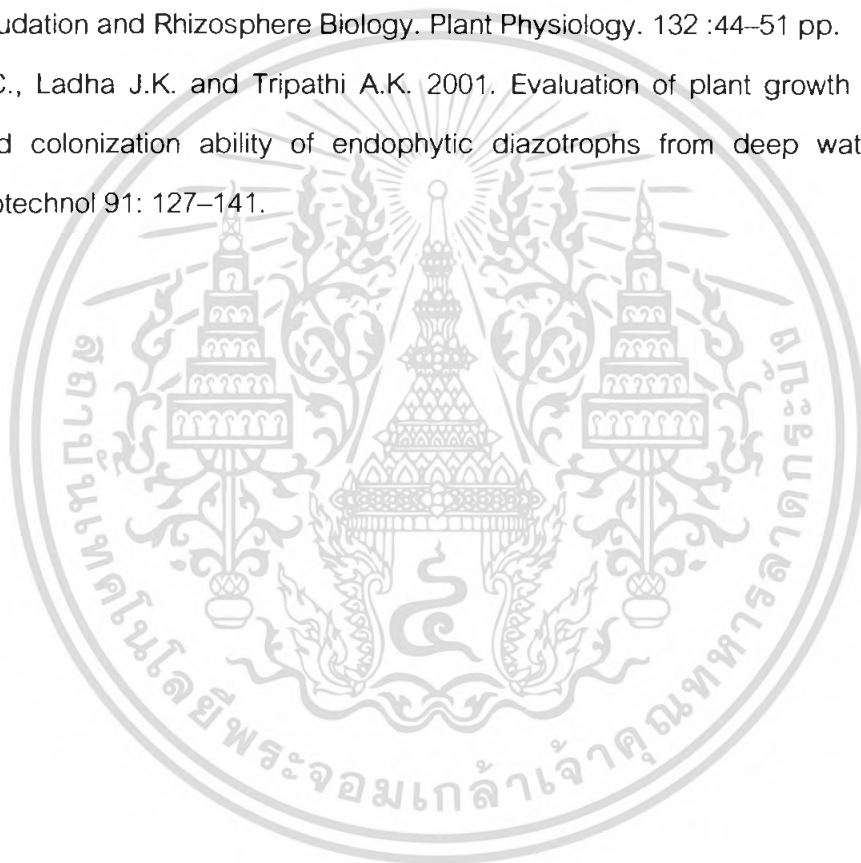 udation and Rhizosphere Biology. Plant Physiology. 132 :44–51 pp.
C., Ladha J.K. and Tripathi A.K. 2001. Evaluation of plant growth
d colonization ability of endophytic diazotrophs from deep wat
otechnol 91: 127–141.
สถาบันเทคโนโลยีพระจอมเกล้าเจ้าคุณทหารลาดกระบัง
๔